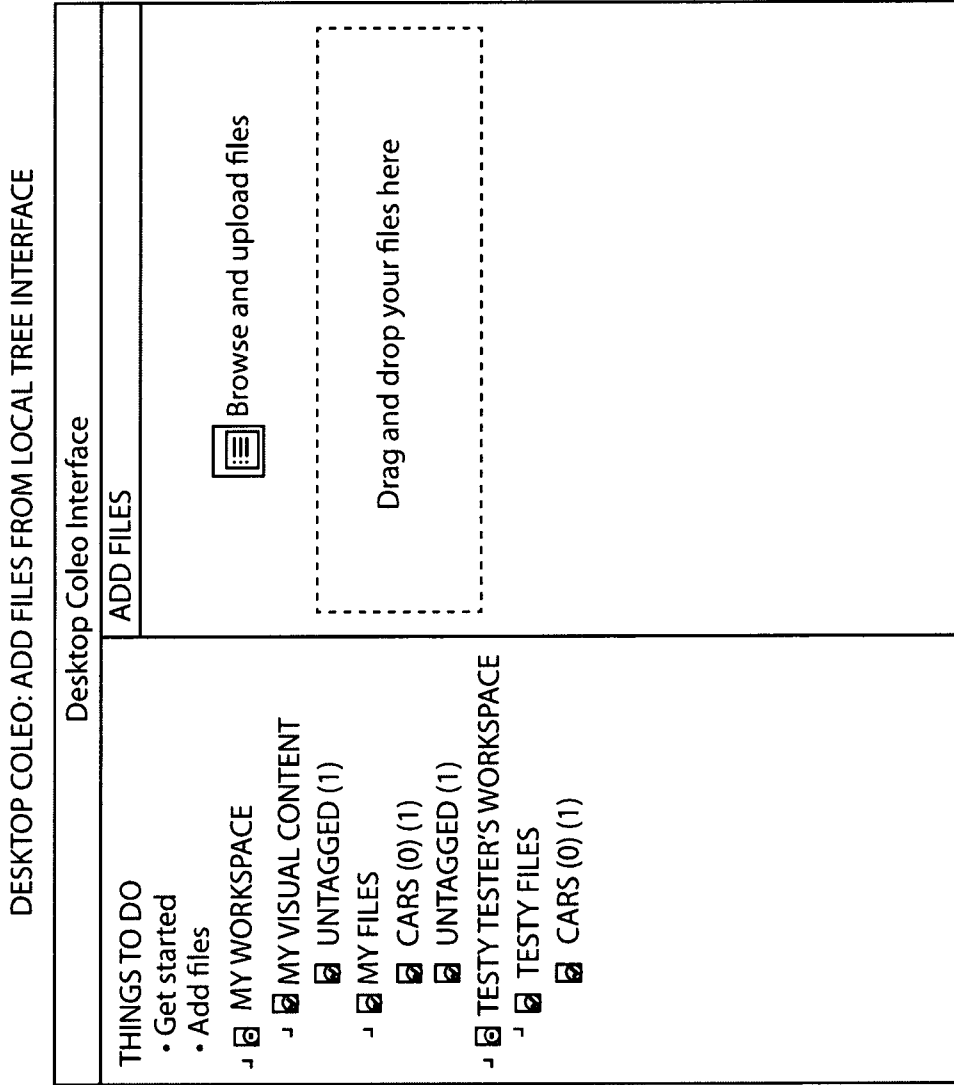 DESKTOP COLEO: ADD FILES FROM LOCAL TREE INTERFACE
Desktop Coleo Interface
THINGS TO DO
• Get started
• Add files
MY WORKSPACE
MY VISUAL CONTENT
UNTAGGED (1)
MY FILES
CARS (0) (1)
UNTAGGED (1)
TESTY TESTER'S WORKSPACE
TESTY FILES
CARS (0) (1)
ADD FILES
Browse and upload files
Drag and drop your files here